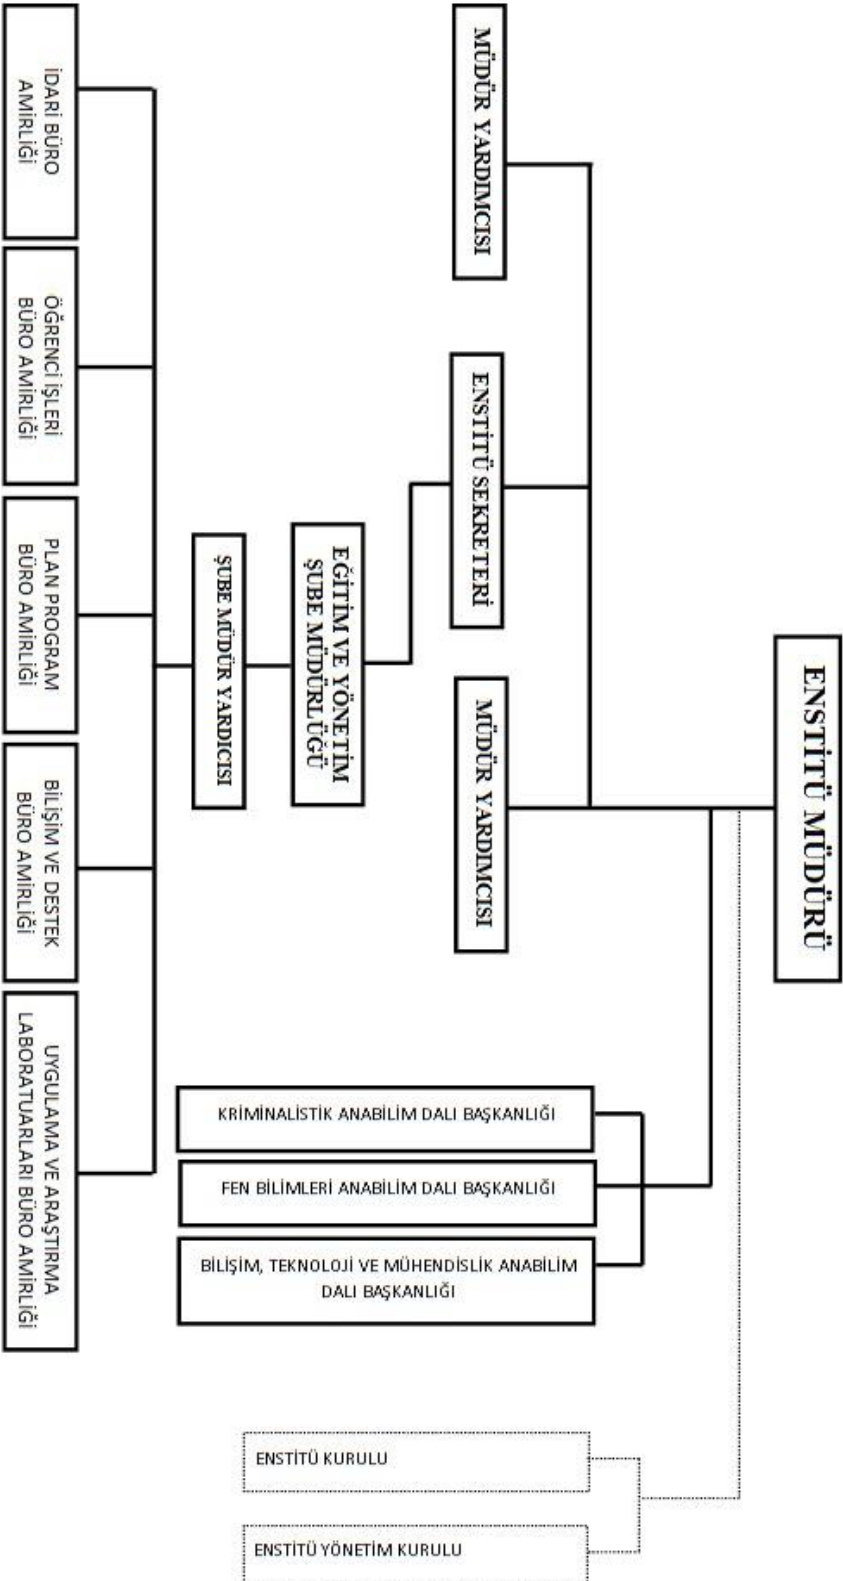 ENSTİTÜ MÜDÜRÜ
MÜDÜR YARDIMCISI
ENSTİTÜ SEKRETERİ
MÜDÜR YARDIMCISI
EĞİTİM VE YÖNETİM
ŞUBE MÜDÜRLÜĞÜ
ŞUBE MÜDÜR YARDICISI
İDARİ BÜRO
AMİRLİĞİ
ÖĞRENCİ İŞLERİ
BÜRO AMİRLİĞİ
PLAN PROGRAM
BÜRO AMİRLİĞİ
BİLİŞİM VE DESTEK
BÜRO AMİRLİĞİ
UYGULAMA VE ARAŞTIRMA
LABORATUARLARI BÜRO AMİRLİĞİ
KRİMİNALİSTİK ANABİLİM DALI BAŞKANLIĞI
FEN BİLİMLERİ ANABİLİM DALI BAŞKANLIĞI
BİLİŞİM, TEKNOLOJİ VE MÜHENDİSLİK ANABİLİM
DALI BAŞKANLIĞI
ENSTİTÜ KURULU
ENSTİTÜ YÖNETİM KURULU